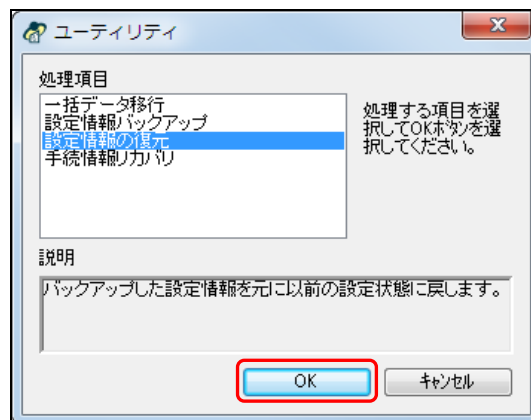 ユーティリティ
処理項目
一括データ移行
設定情報バックアップ
設定情報の復元
手続情報リカバリ
処理する項目を選
択してOKボタンを選
択してください。
説明
バックアップした設定情報を元に以前の設定状態に戻します。
OK
キャンセル